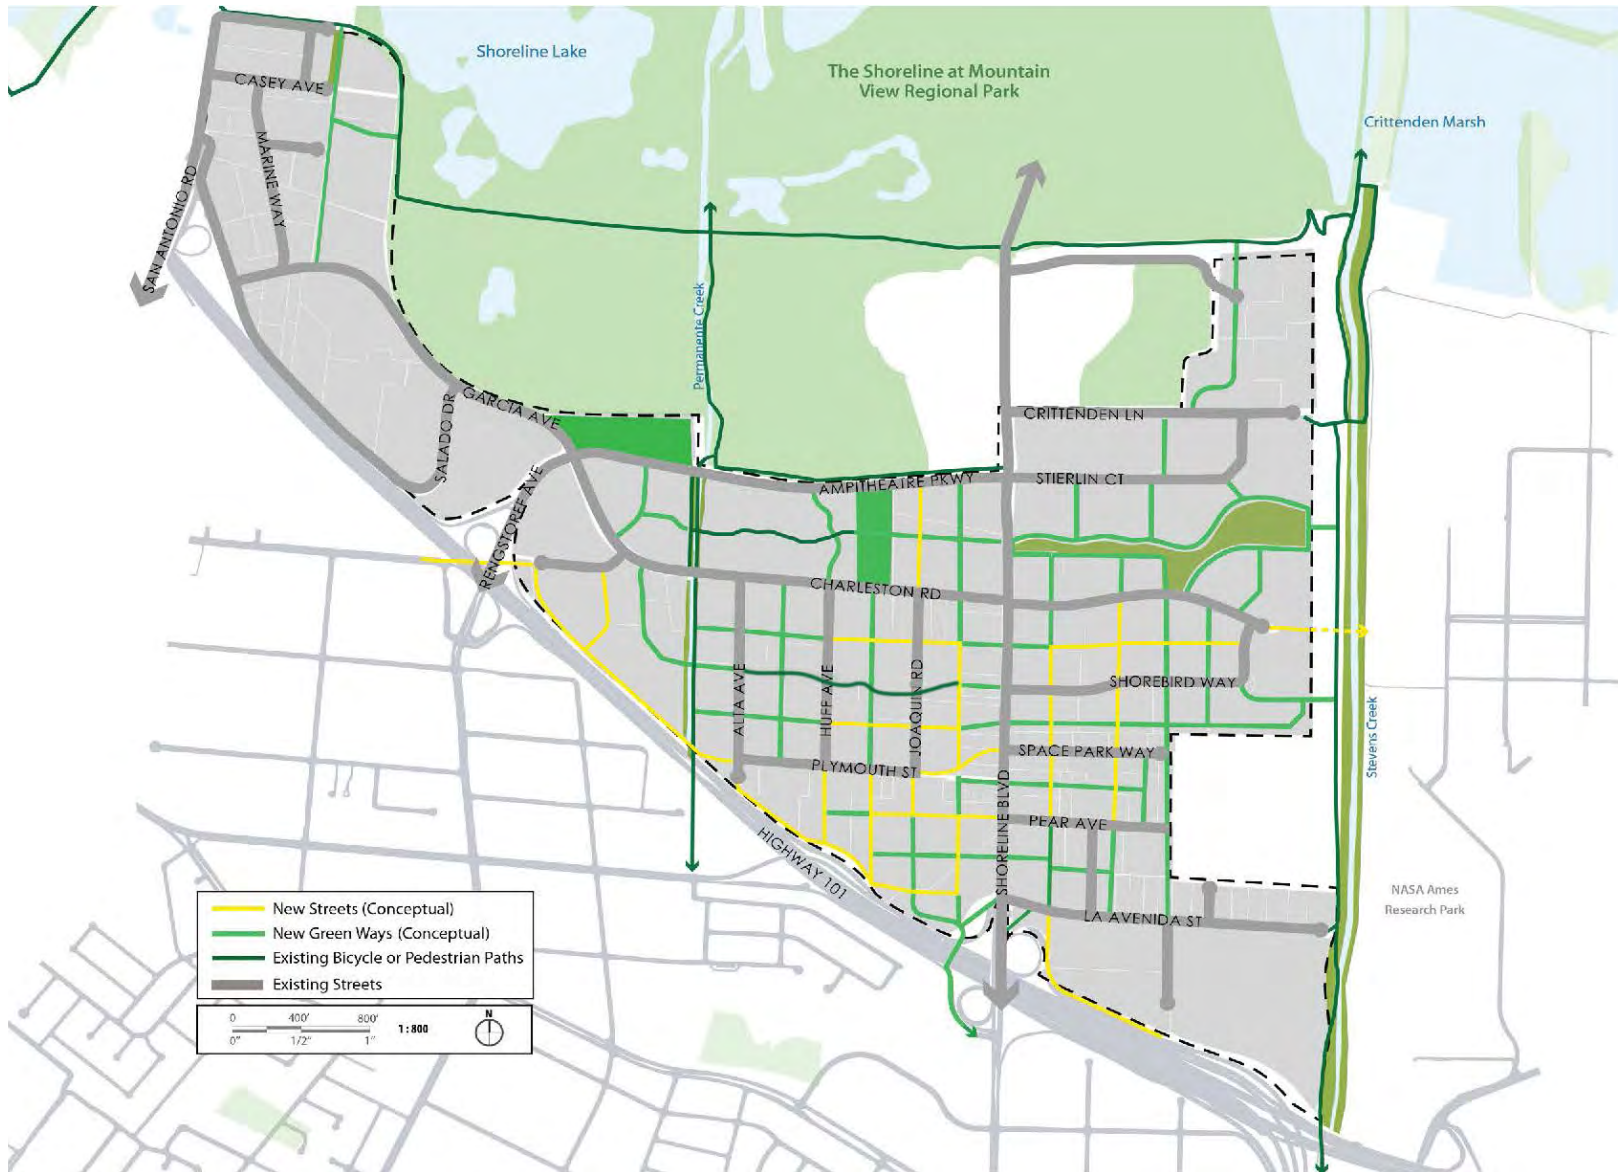 Shoreline Lake
The Shoreline at Mountain
View Regional Park
Crittenden Marsh
CASEY AVE
MARINE WAY
SAN ANTONIO RD
Permanente Creek
GARCIA AVE
SALADO DR
RENGSTORFF AVE
CRITTENDEN LN
AMPITHEATRE PKWY
STIERLIN CT
CHARLESTON RD
ALTA AVE
HUFF AVE
JOAQUIN RD
SHOREBIRD WAY
SPACE PARK WAY
PLYMOUTH ST
SHORELINE BLVD
PEAR AVE
LA AVENIDA ST
HIGHWAY 101
Stevens Creek
NASA Ames
Research Park
New Streets (Conceptual)
New Green Ways (Conceptual)
Existing Bicycle or Pedestrian Paths
Existing Streets
0 400' 800'
0" 1/2" 1"
1:800
N